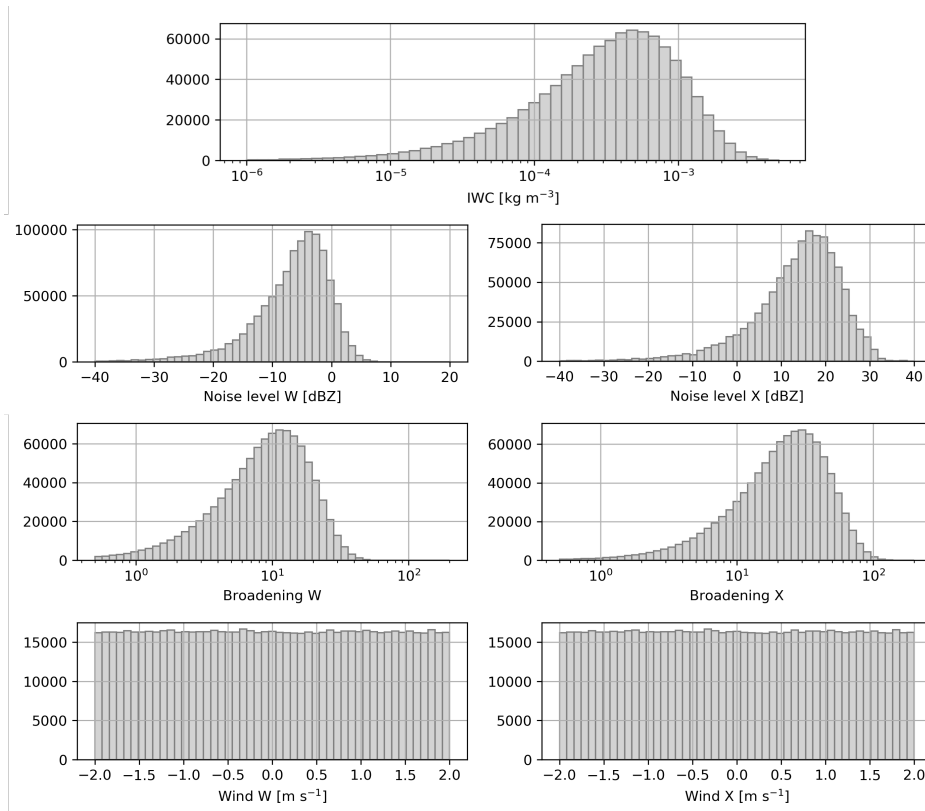 60000
40000
20000
0
10⁻⁶ 10⁻⁵ 10⁻⁴ 10⁻³
IWC [kg m⁻³]
100000
50000
0
−40 −30 −20 −10 0 10 20
Noise level W [dBZ]
75000
50000
25000
0
−40 −30 −20 −10 0 10 20 30 40
Noise level X [dBZ]
60000
40000
20000
0
10⁰ 10¹ 10²
Broadening W
60000
40000
20000
0
10⁰ 10¹ 10²
Broadening X
15000
10000
5000
0
−2.0 −1.5 −1.0 −0.5 0.0 0.5 1.0 1.5 2.0
Wind W [m s⁻¹]
15000
10000
5000
0
−2.0 −1.5 −1.0 −0.5 0.0 0.5 1.0 1.5 2.0
Wind X [m s⁻¹]